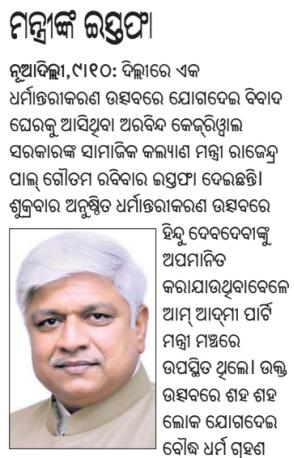 ମନ୍ତ୍ରୀଙ୍କ ଇସ୍ତଫା
ନୂଆଦିଲ୍ଲୀ,୯।୧୦: ଦିଲ୍ଲୀରେ ଏକ
ଧର୍ମାନ୍ତରୀକରଣ ଉତ୍ସବରେ ଯୋଗଦେଇ ବିବାଦ
ଘେରକୁ ଆସିଥିବା ଅରବିନ୍ଦ କେଜ୍‌ରିୱାଲ
ସରକାରଙ୍କ ସାମାଜିକ କଲ୍ୟାଣ ମନ୍ତ୍ରୀ ରାଜେନ୍ଦ୍ର
ପାଲ୍ ଗୌତମ ରବିବାର ଇସ୍ତଫା ଦେଇଛନ୍ତି।
ଶୁକ୍ରବାର ଅନୁଷ୍ଠିତ ଧର୍ମାନ୍ତରୀକରଣ ଉତ୍ସବରେ
ହିନ୍ଦୁ ଦେବଦେବୀଙ୍କୁ
ଅପମାନିତ
କରାଯାଉଥିବାବେଳେ
ଆମ୍ ଆଦ୍‌ମୀ ପାର୍ଟି
ମନ୍ତ୍ରୀ ମଞ୍ଚରେ
ଉପସ୍ଥିତ ଥିଲେ। ଉକ୍ତ
ଉତ୍ସବରେ ଶହ ଶହ
ଲୋକ ଯୋଗଦେଇ
ବୌଦ୍ଧ ଧର୍ମ ଗ୍ରହଣ